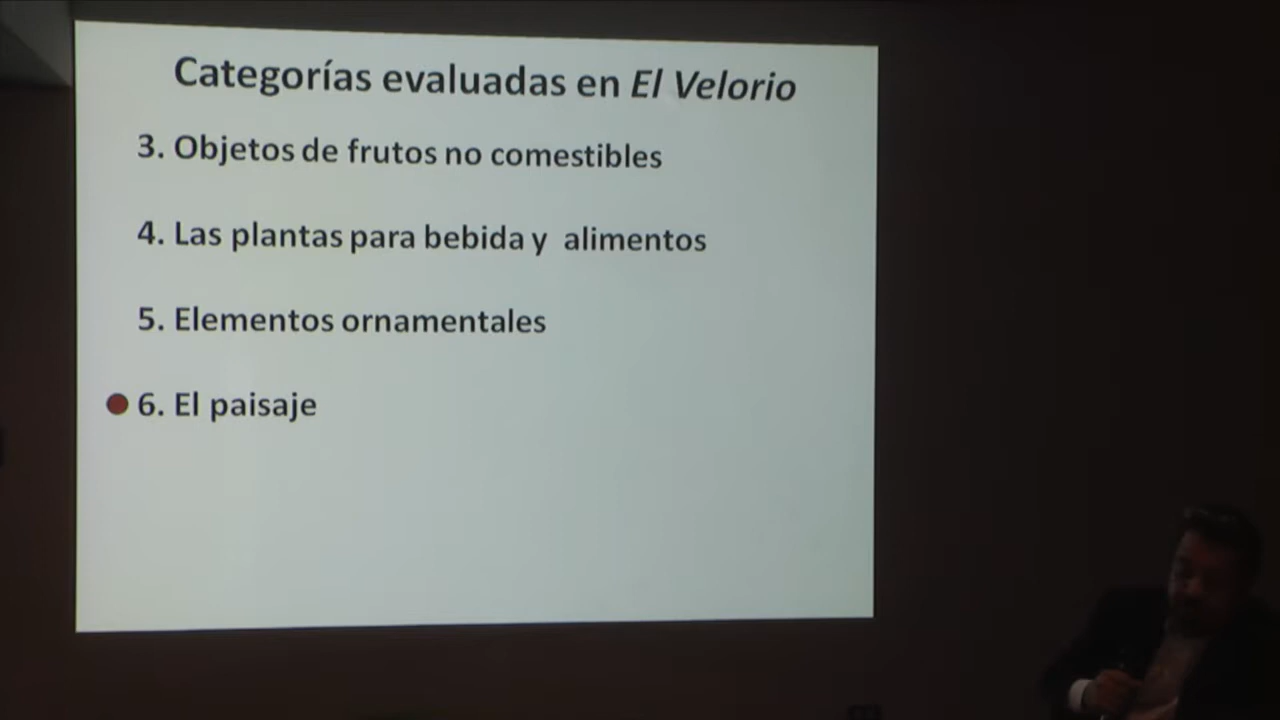 Categorías evaluadas en El Velorio
3. Objetos de frutos no comestibles
4. Las plantas para bebida y alimentos
5. Elementos ornamentales
6. El paisaje